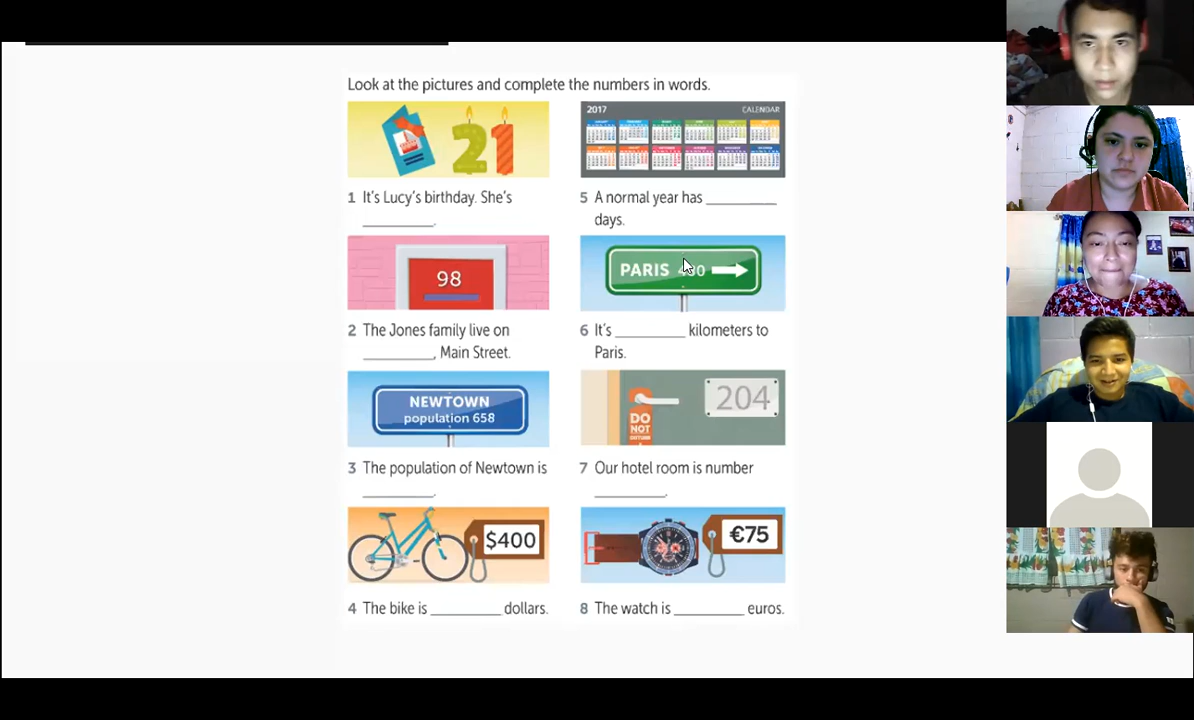 Look at the pictures and complete the numbers in words.
21
1 It's Lucy's birthday. She's
__________.
98
2 The Jones family live on
__________, Main Street.
NEWTOWN
population 658
3 The population of Newtown is
__________.
$400
4 The bike is __________ dollars.
2017 CALENDAR
5 A normal year has __________
days.
PARIS
6 It's __________ kilometers to
Paris.
204
DO
NOT
7 Our hotel room is number
__________.
€75
8 The watch is __________ euros.